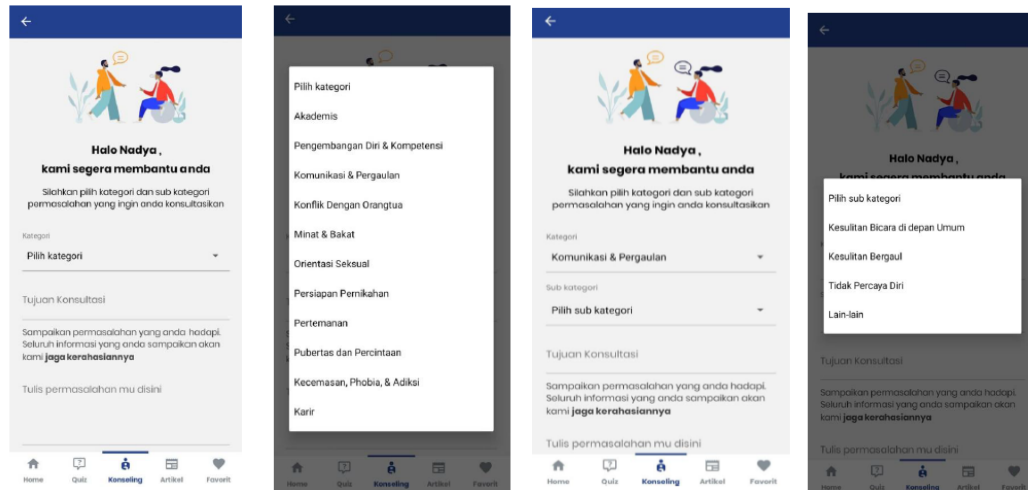 Halo Nadya ,
kami segera membantu anda
Silahkan pilih kategori dan sub kategori
permasalahan yang ingin anda konsultasikan
Kategori
Pilih kategori
Tujuan Konsultasi
Sampaikan permasalahan yang anda hadapi.
Seluruh informasi yang anda sampaikan akan
kami jaga kerahasiannya
Tulis permasalahan mu disini
Home Quiz Konseling Artikel Favorit
Pilih kategori
Akademis
Pengembangan Diri & Kompetensi
Komunikasi & Pergaulan
Konflik Dengan Orangtua
Minat & Bakat
Orientasi Seksual
Persiapan Pernikahan
Pertemanan
Pubertas dan Percintaan
Kecemasan, Phobia, & Adiksi
Karir
Home Quiz Konseling Artikel Favorit
Halo Nadya ,
kami segera membantu anda
Silahkan pilih kategori dan sub kategori
permasalahan yang ingin anda konsultasikan
Kategori
Komunikasi & Pergaulan
Sub kategori
Pilih sub kategori
Tujuan Konsultasi
Sampaikan permasalahan yang anda hadapi.
Seluruh informasi yang anda sampaikan akan
kami jaga kerahasiannya
Tulis permasalahan mu disini
Home Quiz Konseling Artikel Favorit
Halo Nadya ,
kami segera membantu anda
Pilih sub kategori
Kesulitan Bicara di depan Umum
Kesulitan Bergaul
Tidak Percaya Diri
Lain-lain
Tujuan Konsultasi
Sampaikan permasalahan yang anda hadapi.
Seluruh informasi yang anda sampaikan akan
kami jaga kerahasiannya
Tulis permasalahan mu disini
Home Quiz Konseling Artikel Favorit